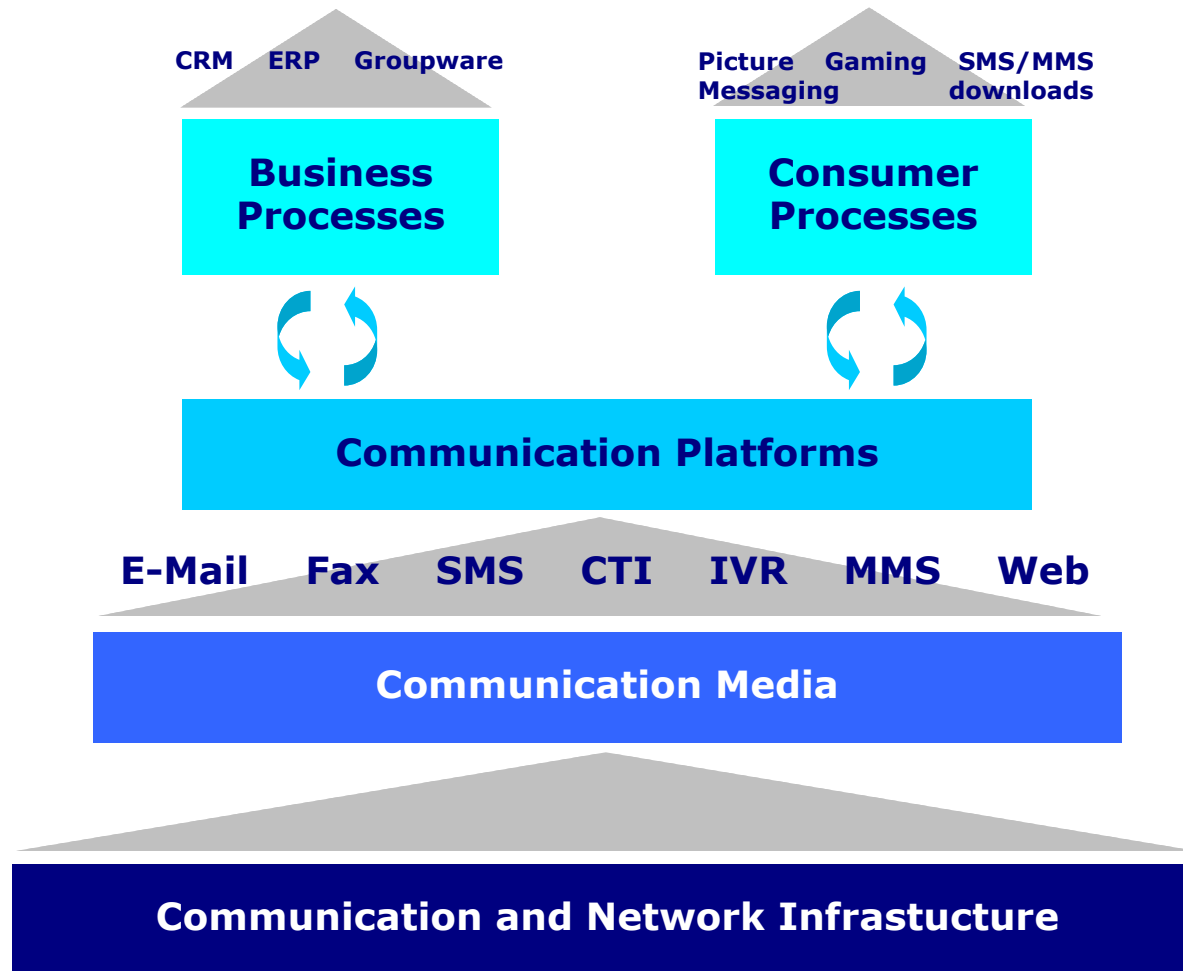 CRM ERP Groupware
Picture Gaming SMS/MMS
Messaging downloads
Business
Processes
Consumer
Processes
Communication Platforms
E-Mail Fax SMS CTI IVR MMS Web
Communication Media
Communication and Network Infrastucture